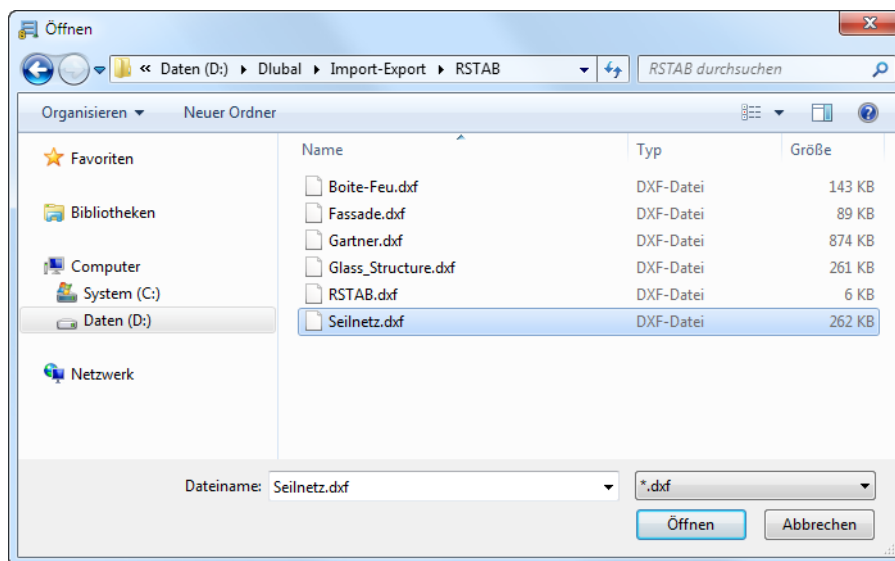 Öffnen
« Daten (D:) Dlubal Import-Export RSTAB RSTAB durchsuchen
Organisieren Neuer Ordner
Name Typ Größe
Favoriten
Bibliotheken
Computer
System (C:)
Daten (D:)
Netzwerk
Boite-Feu.dxf DXF-Datei 143 KB
Fassade.dxf DXF-Datei 89 KB
Gartner.dxf DXF-Datei 874 KB
Glass_Structure.dxf DXF-Datei 261 KB
RSTAB.dxf DXF-Datei 6 KB
Seilnetz.dxf DXF-Datei 262 KB
Dateiname: Seilnetz.dxf *.dxf
Öffnen Abbrechen